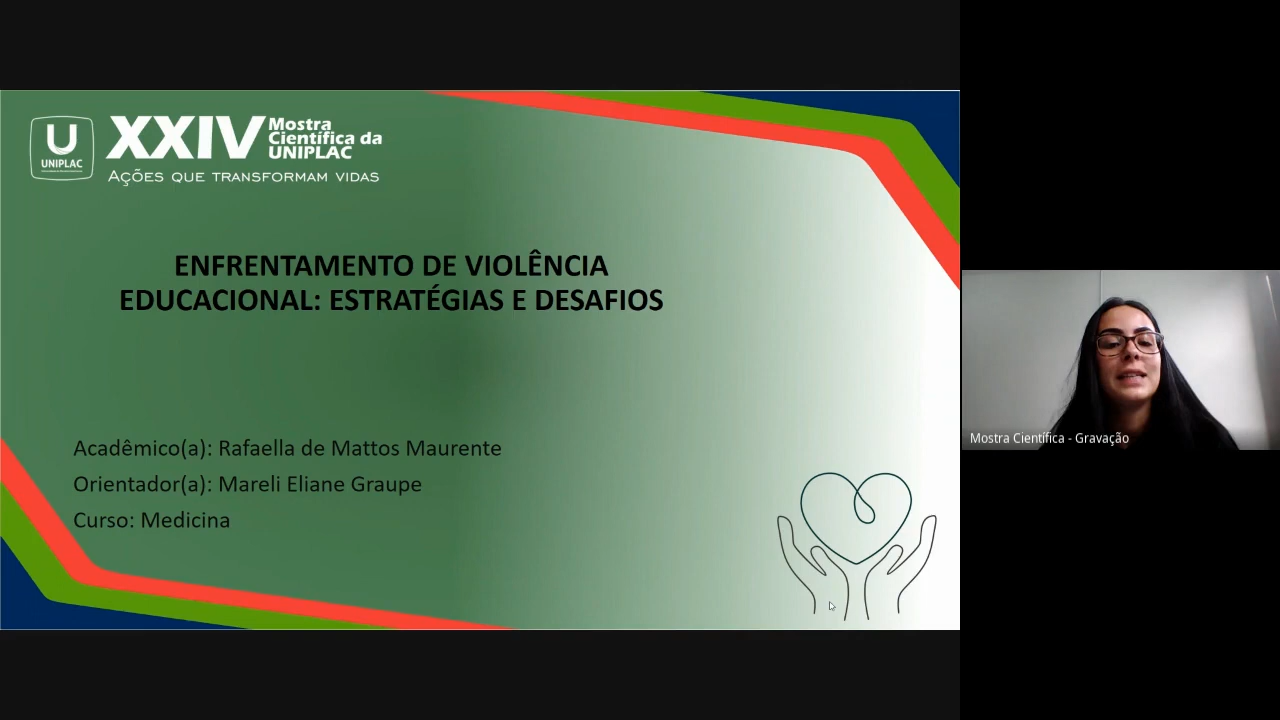 U
UNIPLAC
XXIV Mostra
Científica da
UNIPLAC
AÇÕES QUE TRANSFORMAM VIDAS
ENFRENTAMENTO DE VIOLÊNCIA
EDUCACIONAL: ESTRATÉGIAS E DESAFIOS
Acadêmico(a): Rafaella de Mattos Maurente
Orientador(a): Mareli Eliane Graupe
Curso: Medicina
Mostra Científica - Gravação